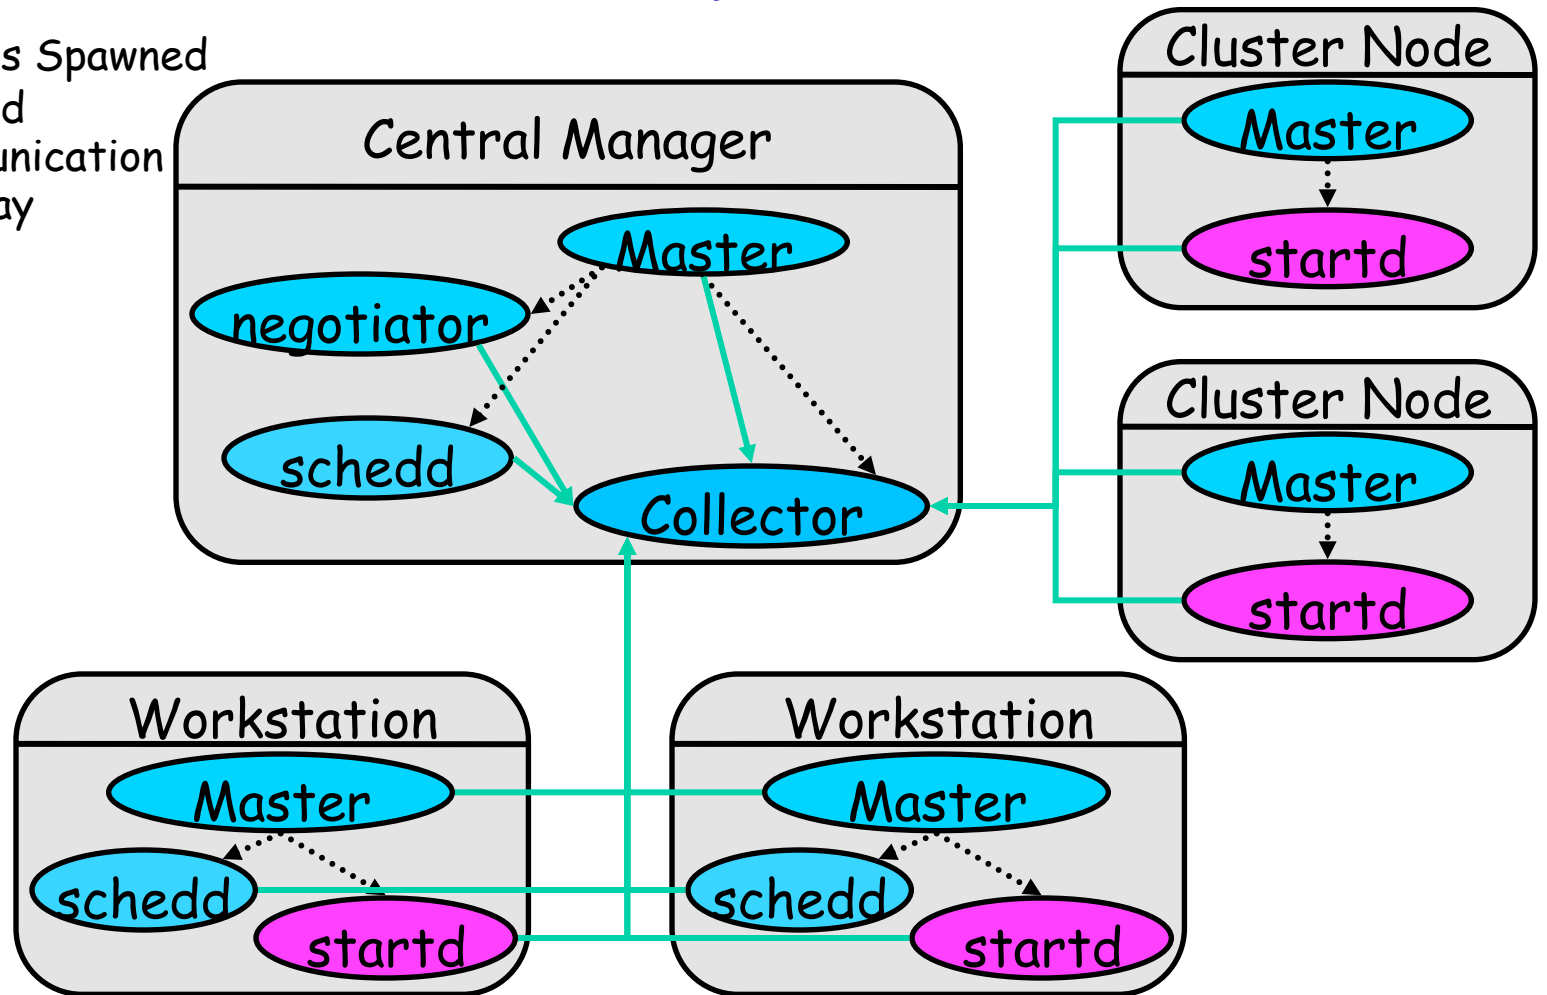 s Spawned
d
unication
ay
Central Manager
Master
negotiator
schedd
Collector
Cluster Node
Master
startd
Cluster Node
Master
startd
Workstation
Master
schedd
startd
Workstation
Master
schedd
startd